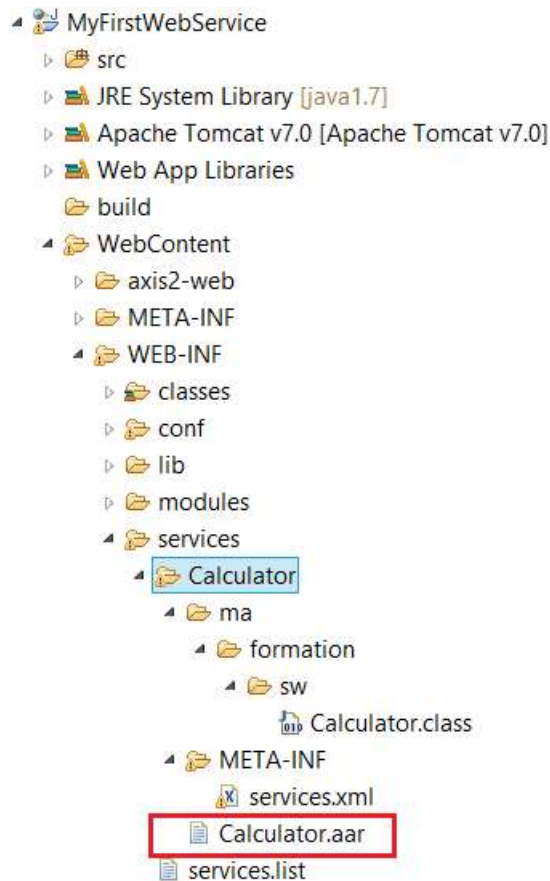 MyFirstWebService
src
JRE System Library [java1.7]
Apache Tomcat v7.0 [Apache Tomcat v7.0]
Web App Libraries
build
WebContent
axis2-web
META-INF
WEB-INF
classes
conf
lib
modules
services
Calculator
ma
formation
sw
Calculator.class
META-INF
services.xml
Calculator.aar
services.list